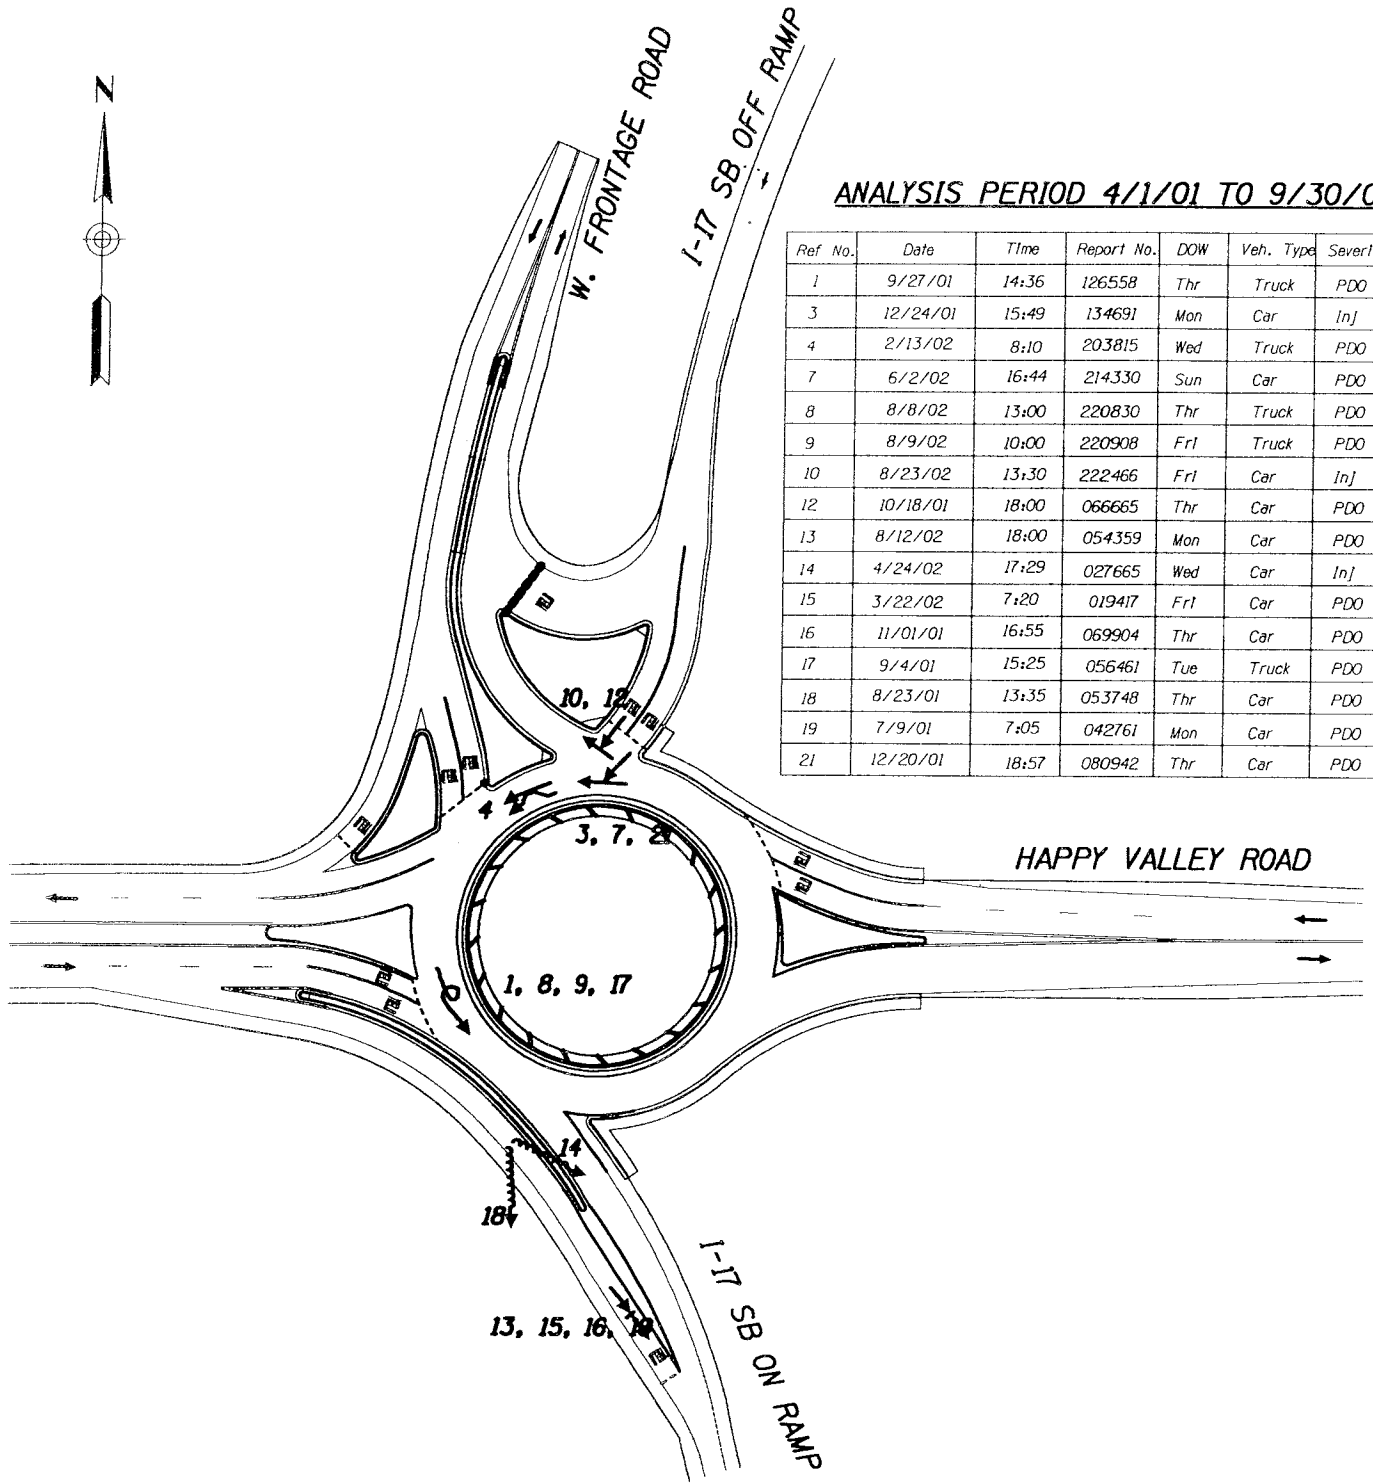 N
W. FRONTAGE ROAD
I-17 SB OFF RAMP
ANALYSIS PERIOD 4/1/01 TO 9/30/0
Ref No. Date Time Report No. DOW Veh. Type Severi
1 9/27/01 14:36 126558 Thr Truck PDO
3 12/24/01 15:49 134691 Mon Car Inj
4 2/13/02 8:10 203815 Wed Truck PDO
7 6/2/02 16:44 214330 Sun Car PDO
8 8/8/02 13:00 220830 Thr Truck PDO
9 8/9/02 10:00 220908 Fri Truck PDO
10 8/23/02 13:30 222466 Fri Car Inj
12 10/18/01 18:00 066665 Thr Car PDO
13 8/12/02 18:00 054359 Mon Car PDO
14 4/24/02 17:29 027665 Wed Car Inj
15 3/22/02 7:20 019417 Fri Car PDO
16 11/01/01 16:55 069904 Thr Car PDO
17 9/4/01 15:25 056461 Tue Truck PDO
18 8/23/01 13:35 053748 Thr Car PDO
19 7/9/01 7:05 042761 Mon Car PDO
21 12/20/01 18:57 080942 Thr Car PDO
10, 12
4
3, 7, 21
HAPPY VALLEY ROAD
1, 8, 9, 17
14
18
13, 15, 16, 19
I-17 SB ON RAMP